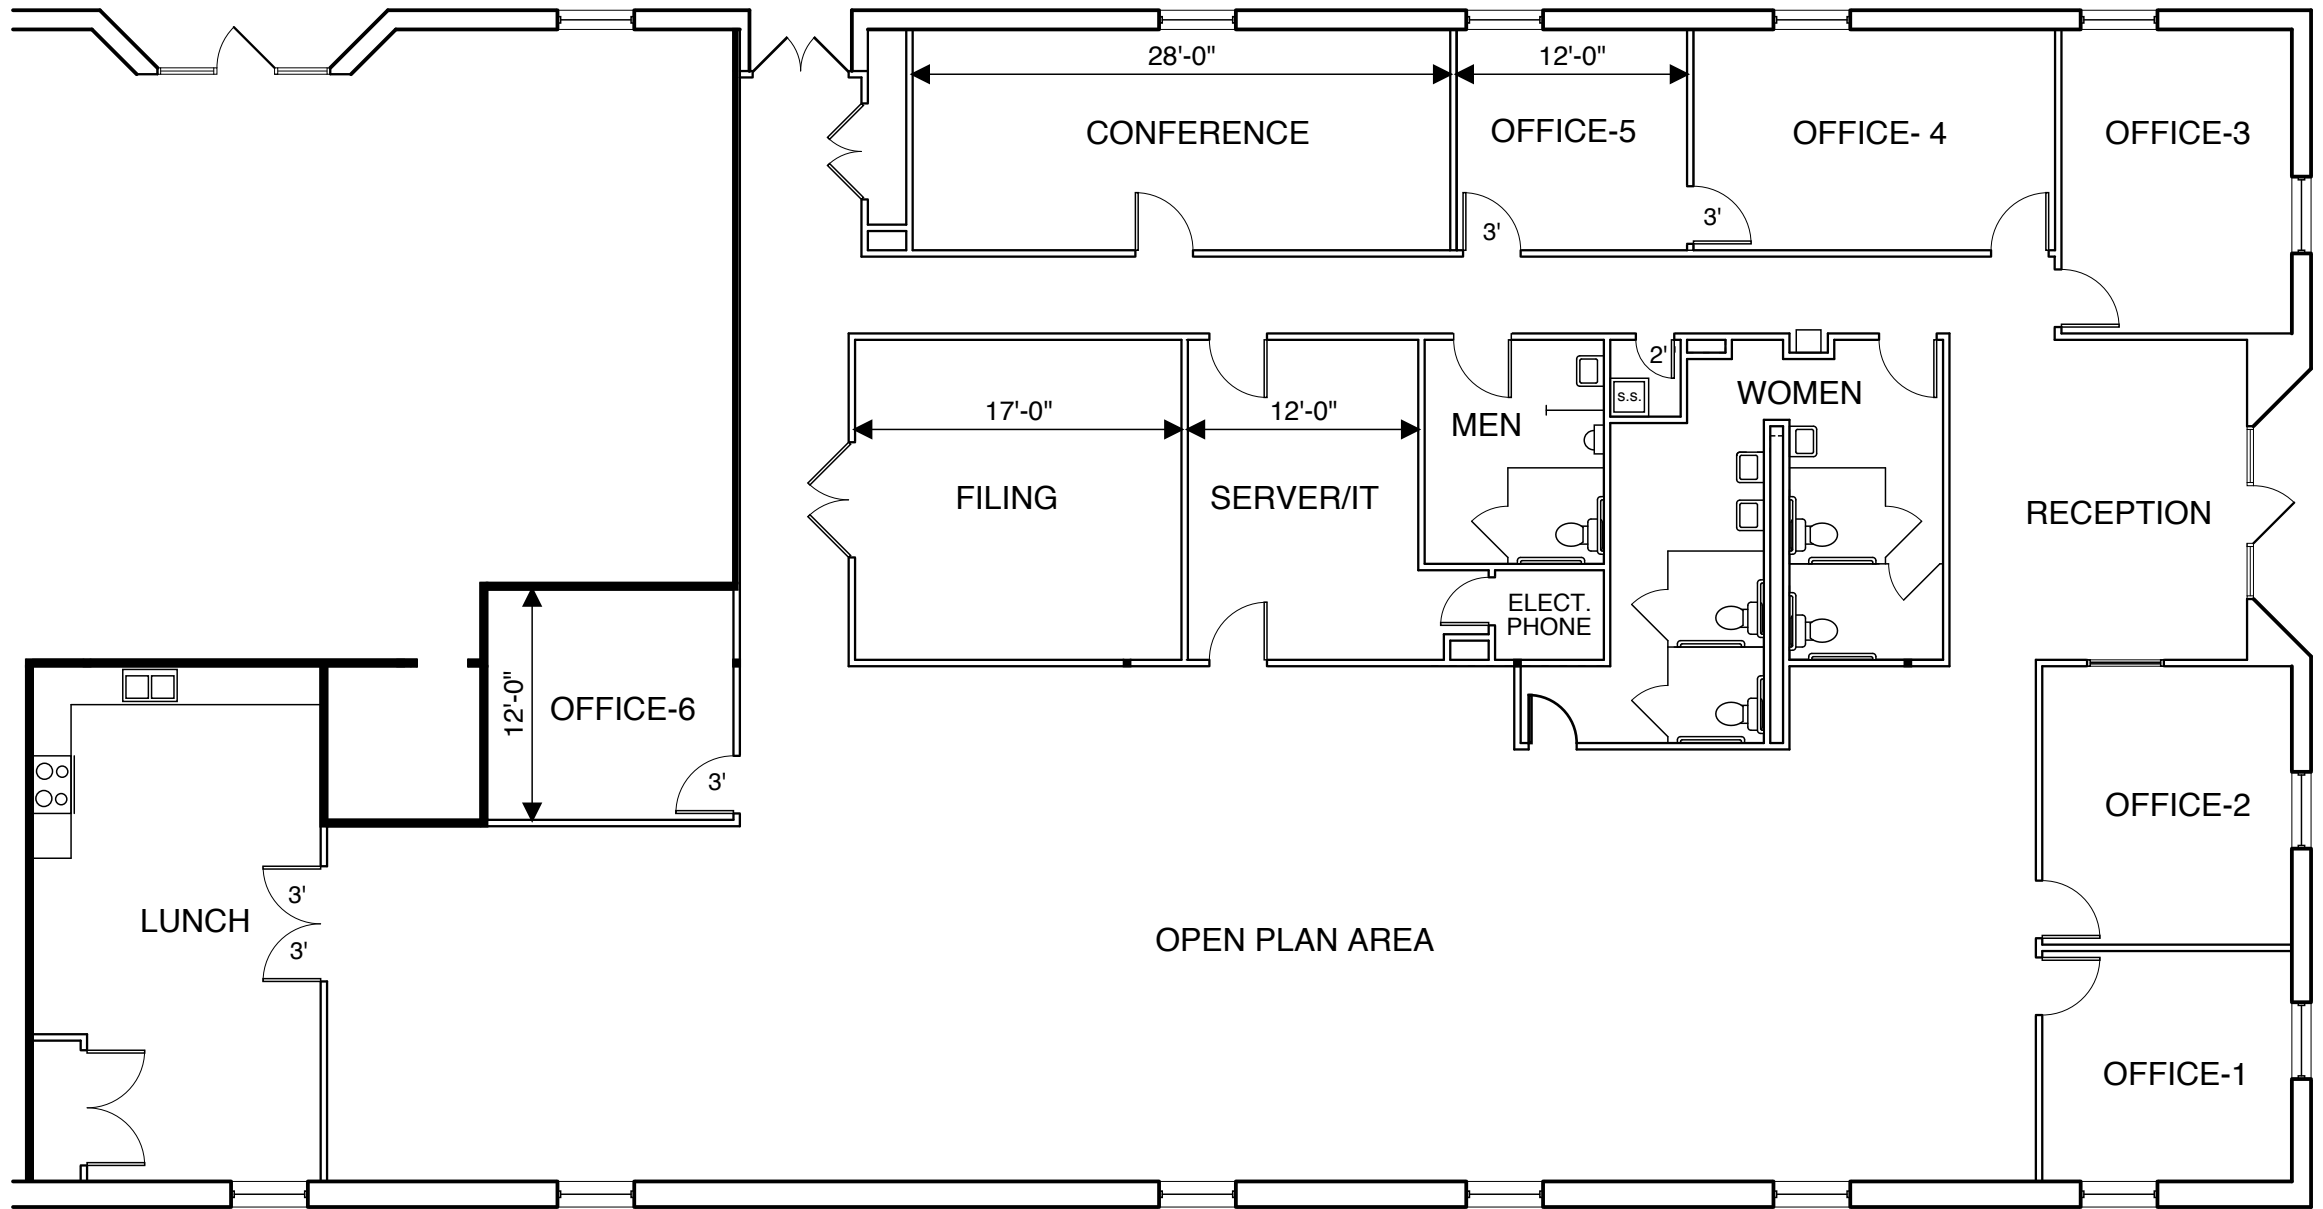 28'-0"
12'-0"
CONFERENCE
OFFICE-5
OFFICE- 4
OFFICE-3
3'
3'
2'
S.S.
WOMEN
17'-0"
12'-0"
MEN
FILING
SERVER/IT
RECEPTION
ELECT.
PHONE
12'-0"
OFFICE-6
3'
OFFICE-2
3'
LUNCH
3'
OPEN PLAN AREA
OFFICE-1